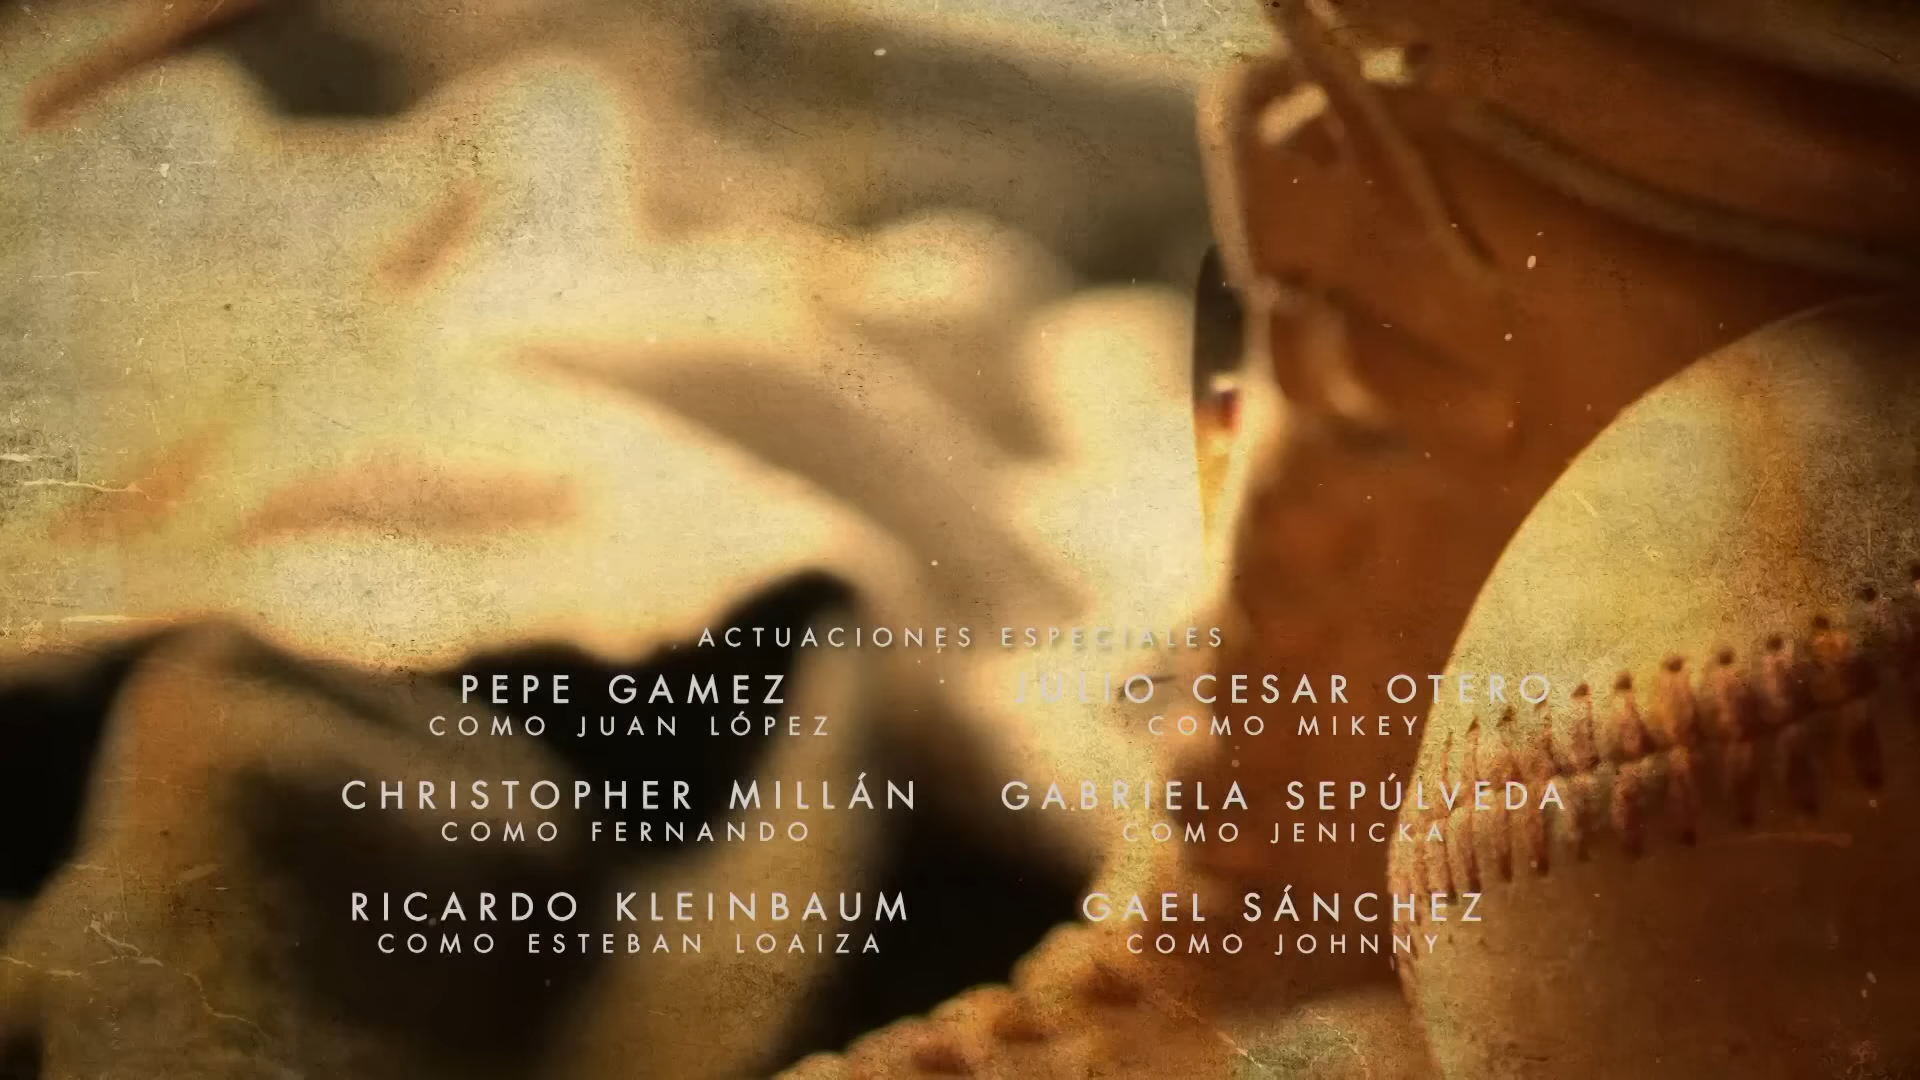 ACTUACIONES ESPECIALES
PEPE GAMEZ
COMO JUAN LÓPEZ
JULIO CESAR OTERO
COMO MIKEY
CHRISTOPHER MILLÁN
COMO FERNANDO
GABRIELA SEPÚLVEDA
COMO JENICKA
RICARDO KLEINBAUM
COMO ESTEBAN LOAIZA
GAEL SÁNCHEZ
COMO JOHNNY